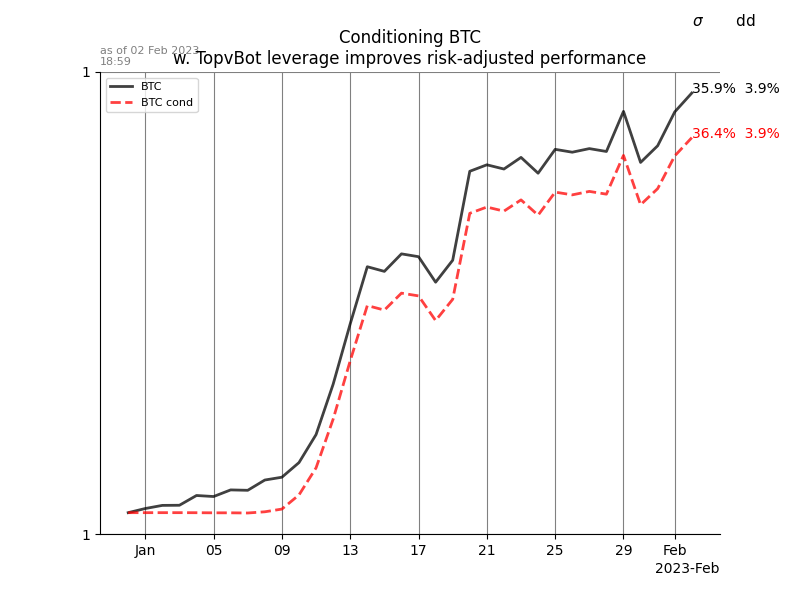 σ dd
Conditioning BTC
w. TopvBot leverage improves risk-adjusted performance
as of 02 Feb 2023
18:59
1
BTC
BTC cond
35.9% 3.9%
36.4% 3.9%
1
Jan 05 09 13 17 21 25 29 Feb
2023-Feb